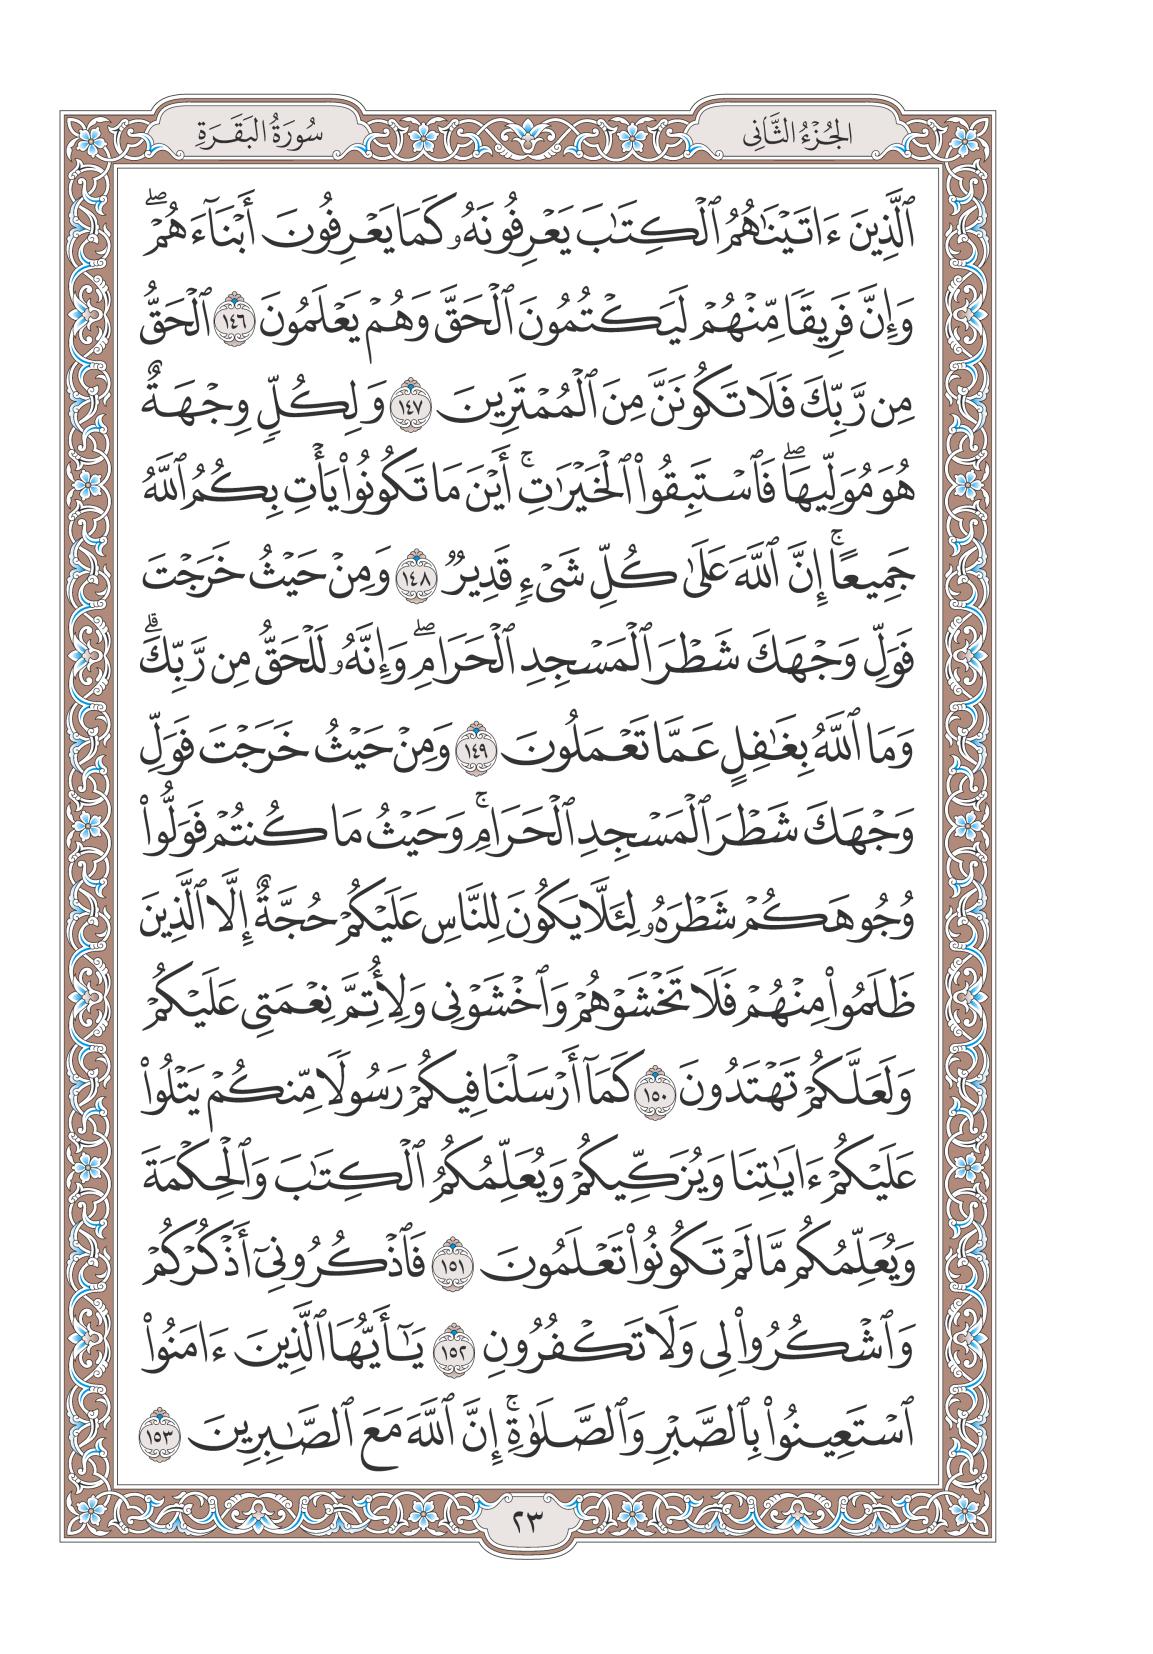 الجُزْءُ الثَّانِي
سُورَةُ البَقَرَةِ
ٱلَّذِينَ ءَاتَيْنَٰهُمُ ٱلْكِتَٰبَ يَعْرِفُونَهُۥ كَمَا يَعْرِفُونَ أَبْنَآءَهُمْۖ
وَإِنَّ فَرِيقًا مِّنْهُمْ لَيَكْتُمُونَ ٱلْحَقَّ وَهُمْ يَعْلَمُونَ ١٤٦ ٱلْحَقُّ
مِن رَّبِّكَ فَلَا تَكُونَنَّ مِنَ ٱلْمُمْتَرِينَ ١٤٧ وَلِكُلٍّ وِجْهَةٌ
هُوَ مُوَلِّيهَاۖ فَٱسْتَبِقُوا۟ ٱلْخَيْرَٰتِۚ أَيْنَ مَا تَكُونُوا۟ يَأْتِ بِكُمُ ٱللَّهُ
جَمِيعًاۚ إِنَّ ٱللَّهَ عَلَىٰ كُلِّ شَىْءٍ قَدِيرٌ ١٤٨ وَمِنْ حَيْثُ خَرَجْتَ
فَوَلِّ وَجْهَكَ شَطْرَ ٱلْمَسْجِدِ ٱلْحَرَامِۖ وَإِنَّهُۥ لَلْحَقُّ مِن رَّبِّكَۗ
وَمَا ٱللَّهُ بِغَٰفِلٍ عَمَّا تَعْمَلُونَ ١٤٩ وَمِنْ حَيْثُ خَرَجْتَ فَوَلِّ
وَجْهَكَ شَطْرَ ٱلْمَسْجِدِ ٱلْحَرَامِۚ وَحَيْثُ مَا كُنتُمْ فَوَلُّوا۟
وُجُوهَكُمْ شَطْرَهُۥ لِئَلَّا يَكُونَ لِلنَّاسِ عَلَيْكُمْ حُجَّةٌ إِلَّا ٱلَّذِينَ
ظَلَمُوا۟ مِنْهُمْ فَلَا تَخْشَوْهُمْ وَٱخْشَوْنِى وَلِأُتِمَّ نِعْمَتِى عَلَيْكُمْ
وَلَعَلَّكُمْ تَهْتَدُونَ ١٥٠ كَمَآ أَرْسَلْنَا فِيكُمْ رَسُولًا مِّنكُمْ يَتْلُوا۟
عَلَيْكُمْ ءَايَٰتِنَا وَيُزَكِّيكُمْ وَيُعَلِّمُكُمُ ٱلْكِتَٰبَ وَٱلْحِكْمَةَ
وَيُعَلِّمُكُم مَّا لَمْ تَكُونُوا۟ تَعْلَمُونَ ١٥١ فَٱذْكُرُونِىٓ أَذْكُرْكُمْ
وَٱشْكُرُوا۟ لِى وَلَا تَكْفُرُونِ ١٥٢ يَٰٓأَيُّهَا ٱلَّذِينَ ءَامَنُوا۟
ٱسْتَعِينُوا۟ بِٱلصَّبْرِ وَٱلصَّلَوٰةِۚ إِنَّ ٱللَّهَ مَعَ ٱلصَّٰبِرِينَ ١٥٣
٢٣